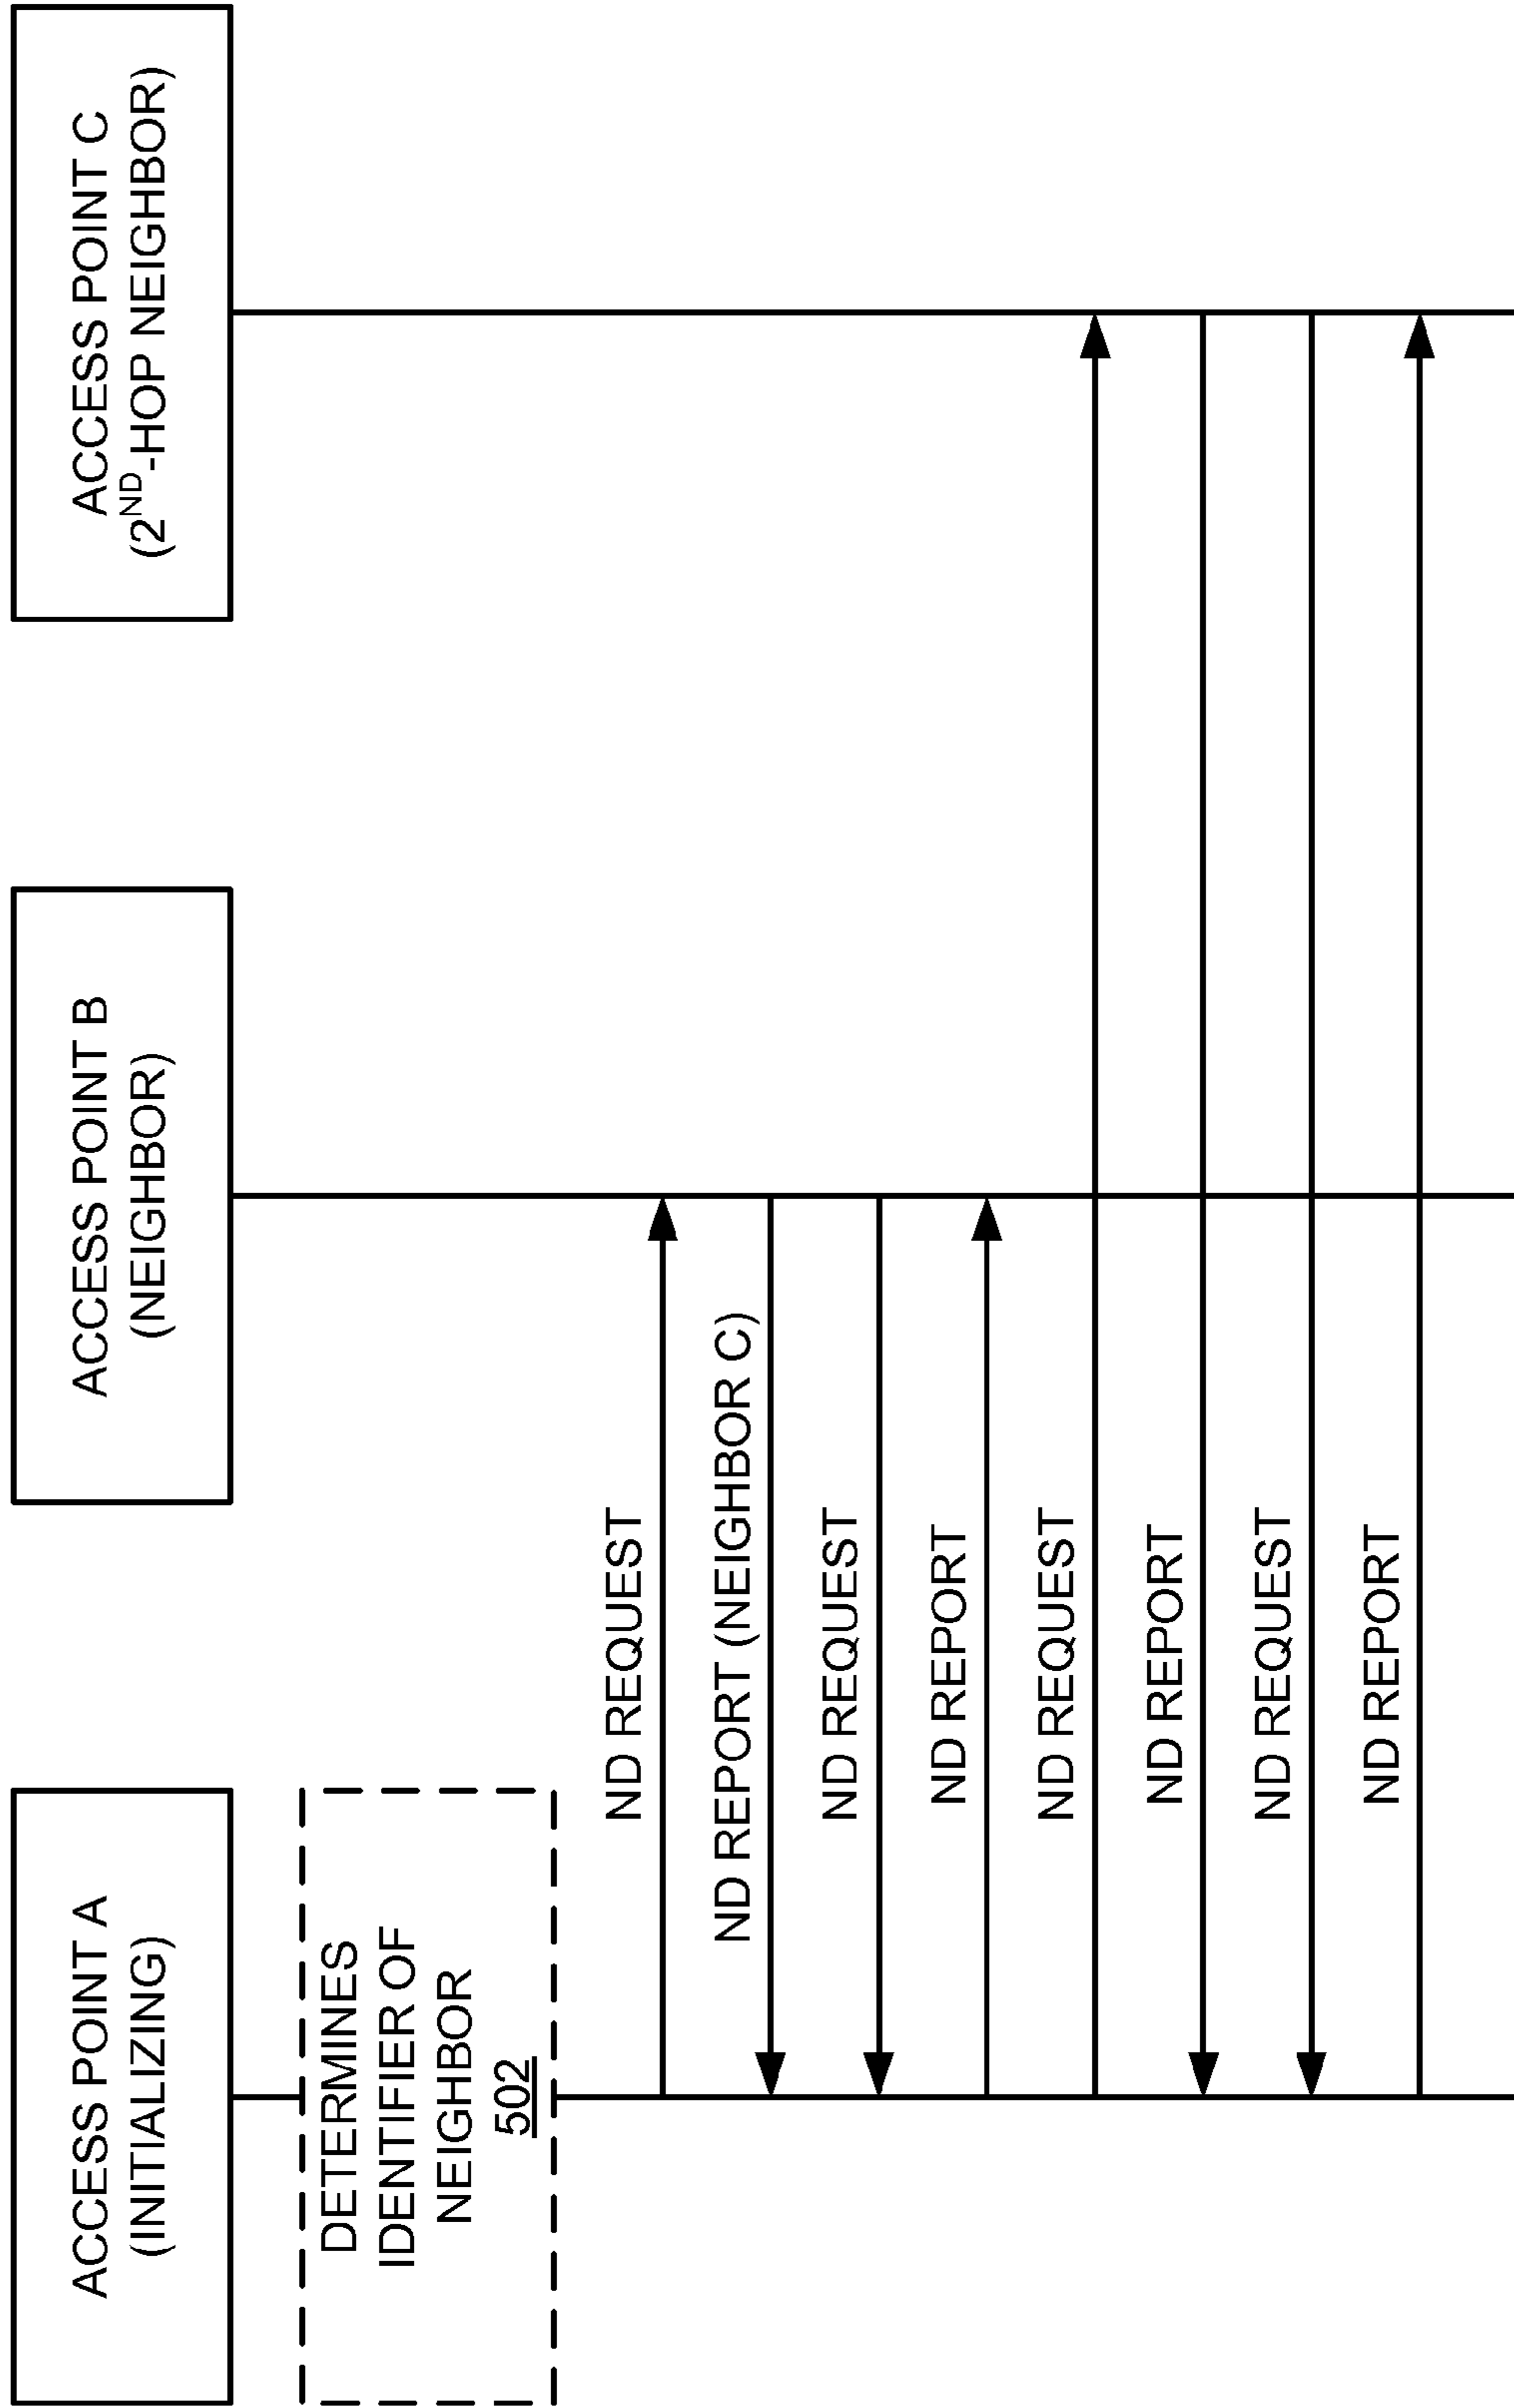 ACCESS POINT A
(INITIALIZING)
ACCESS POINT B
(NEIGHBOR)
ACCESS POINT C
(2ND-HOP NEIGHBOR)
DETERMINES
IDENTIFIER OF
NEIGHBOR
502
ND REQUEST
ND REPORT (NEIGHBOR C)
ND REQUEST
ND REPORT
ND REQUEST
ND REPORT
ND REQUEST
ND REPORT